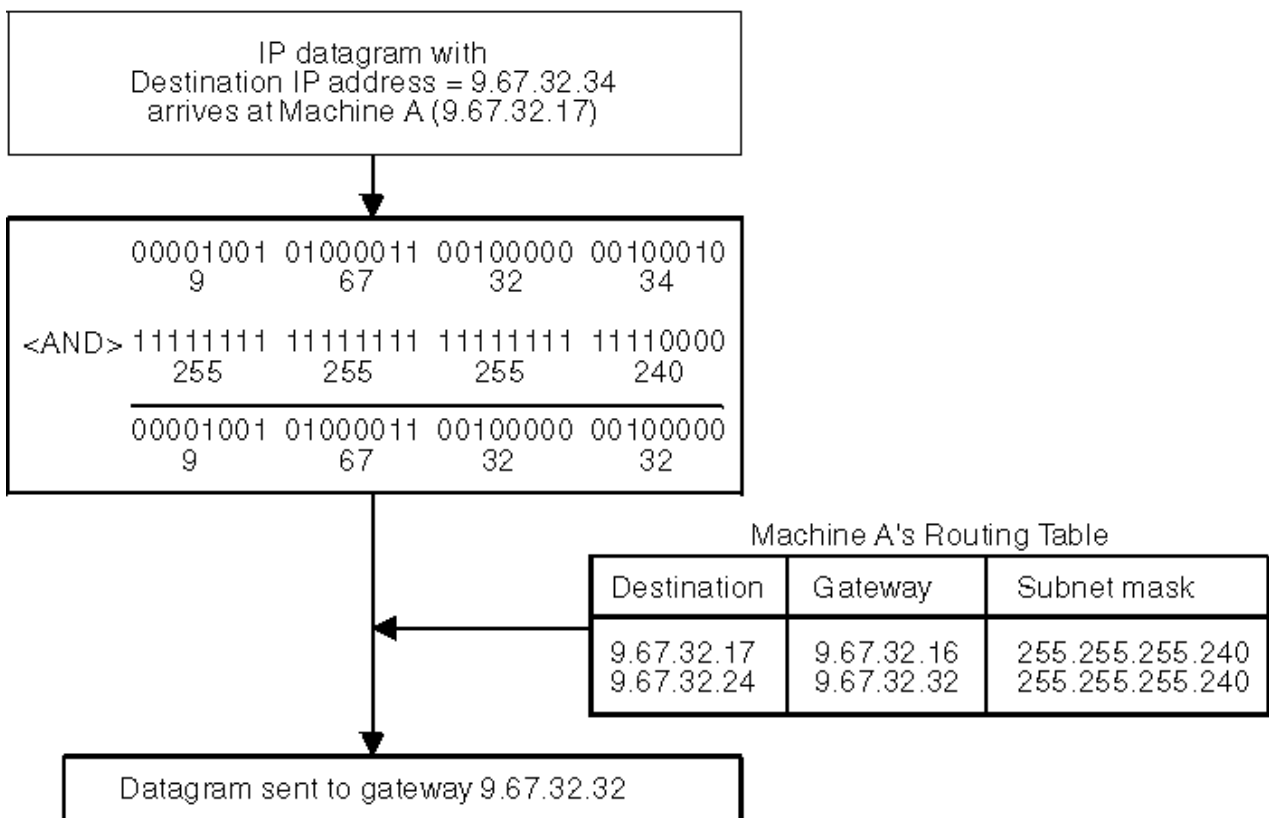 IP datagram with
Destination IP address = 9.67.32.34
arrives at Machine A (9.67.32.17)
00001001 01000011 00100000 00100010
9 67 32 34
<AND> 11111111 11111111 11111111 11110000
255 255 255 240
00001001 01000011 00100000 00100000
9 67 32 32
Machine A's Routing Table
Destination Gateway Subnet mask
9.67.32.17 9.67.32.16 255.255.255.240
9.67.32.24 9.67.32.32 255.255.255.240
Datagram sent to gateway 9.67.32.32